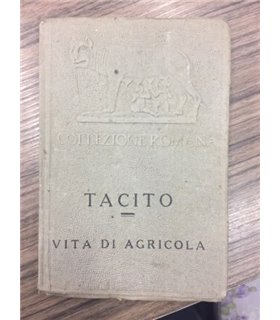 COLLEZIONE ROMANA
TACITO
VITA DI AGRICOLA